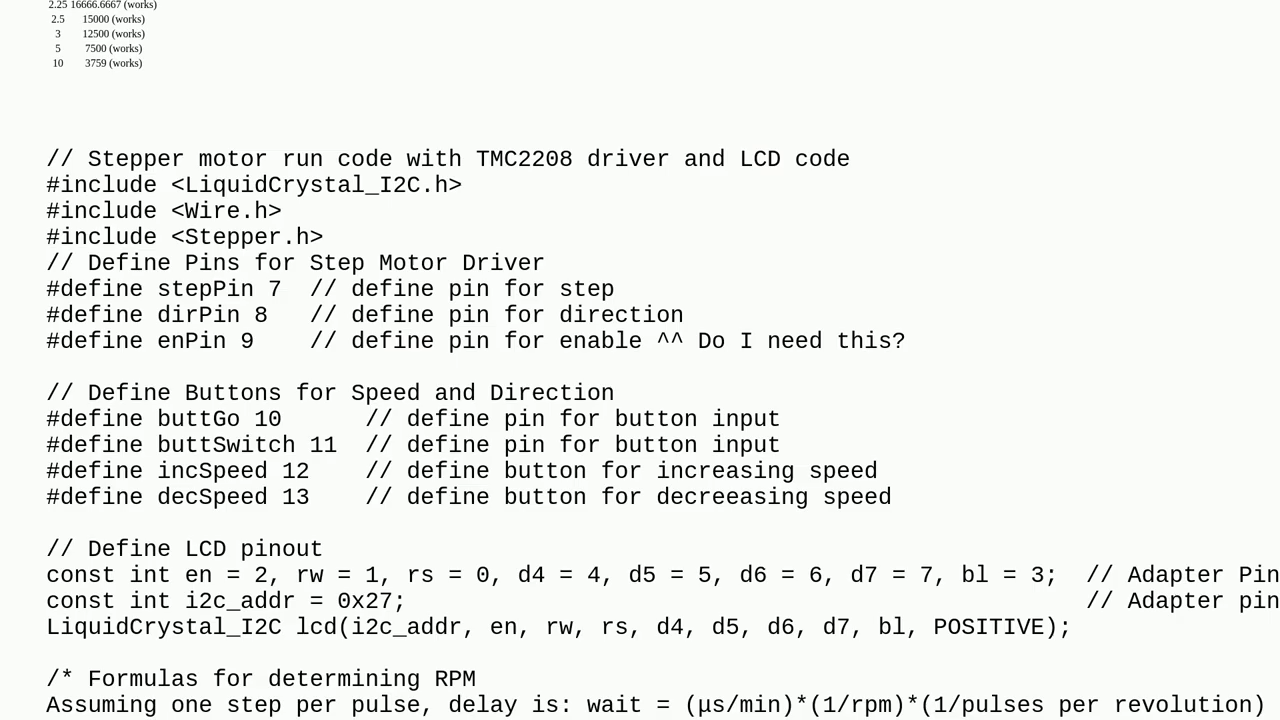 2.25 16666.6667 (works)
2.5 15000 (works)
3 12500 (works)
5 7500 (works)
10 3759 (works)
// Stepper motor run code with TMC2208 driver and LCD code
#include <LiquidCrystal_I2C.h>
#include <Wire.h>
#include <Stepper.h>
// Define Pins for Step Motor Driver
#define stepPin 7  // define pin for step
#define dirPin 8   // define pin for direction
#define enPin 9    // define pin for enable ^^ Do I need this?
// Define Buttons for Speed and Direction
#define buttGo 10      // define pin for button input
#define buttSwitch 11  // define pin for button input
#define incSpeed 12    // define button for increasing speed
#define decSpeed 13    // define button for decreeasing speed
// Define LCD pinout
const int en = 2, rw = 1, rs = 0, d4 = 4, d5 = 5, d6 = 6, d7 = 7, bl = 3;  // Adapter Pin
const int i2c_addr = 0x27;                                                 // Adapter pin
LiquidCrystal_I2C lcd(i2c_addr, en, rw, rs, d4, d5, d6, d7, bl, POSITIVE);
/* Formulas for determining RPM
Assuming one step per pulse, delay is: wait = (µs/min)*(1/rpm)*(1/pulses per revolution)